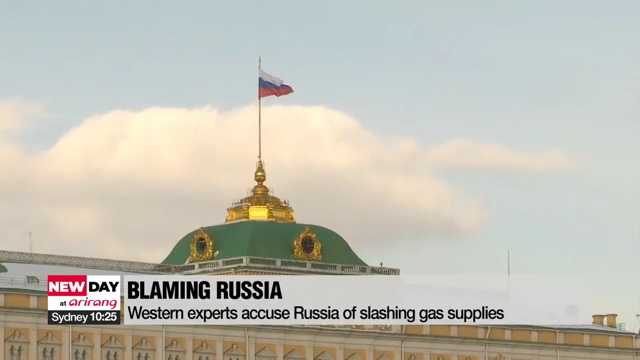 NEW DAY
at arirang
Sydney 10:25
BLAMING RUSSIA
Western experts accuse Russia of slashing gas supplies